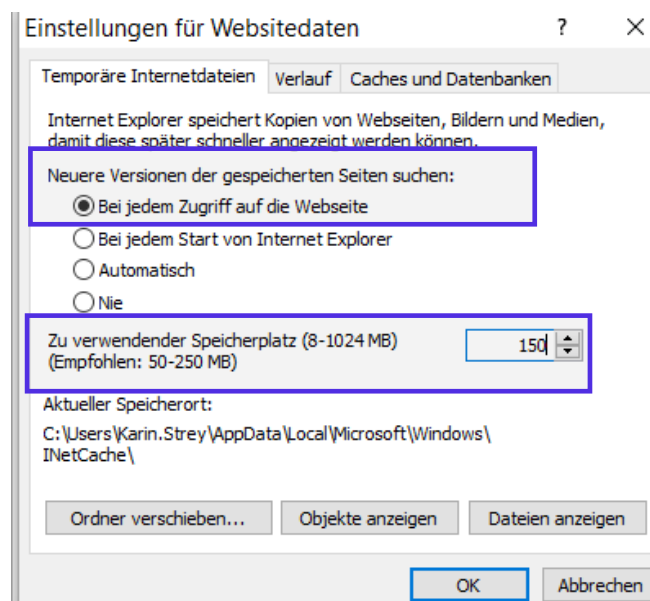 Einstellungen für Websitedaten ? ×
Temporäre Internetdateien Verlauf Caches und Datenbanken
Internet Explorer speichert Kopien von Webseiten, Bildern und Medien,
damit diese später schneller angezeigt werden können.
Neuere Versionen der gespeicherten Seiten suchen:
Bei jedem Zugriff auf die Webseite
Bei jedem Start von Internet Explorer
Automatisch
Nie
Zu verwendender Speicherplatz (8-1024 MB) 150
(Empfohlen: 50-250 MB)
Aktueller Speicherort:
C:\Users\Karin.Strey\AppData\Local\Microsoft\Windows\
INetCache\
Ordner verschieben... Objekte anzeigen Dateien anzeigen
OK Abbrechen